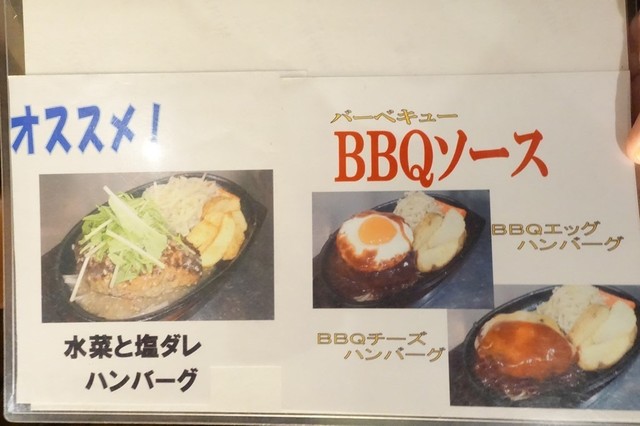 オススメ！
水菜と塩ダレ
ハンバーグ
バーベキュー
BBQソース
BBQエッグ
ハンバーグ
BBQチーズ
ハンバーグ